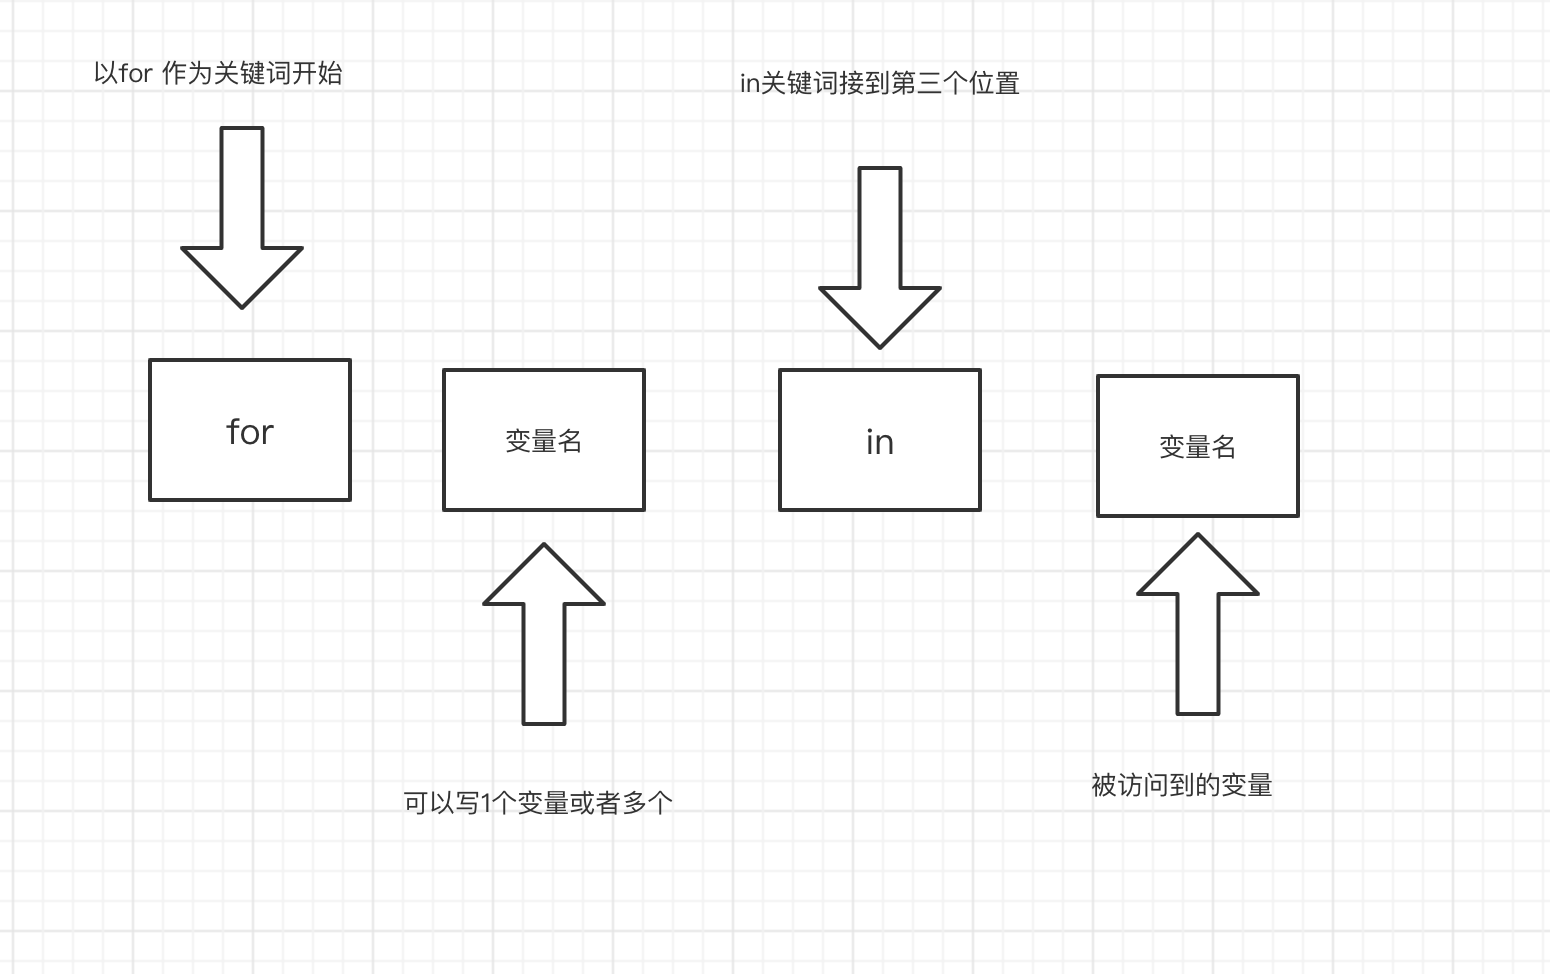 以for 作为关键词开始
in关键词接到第三个位置
for
变量名
in
变量名
可以写1个变量或者多个
被访问到的变量